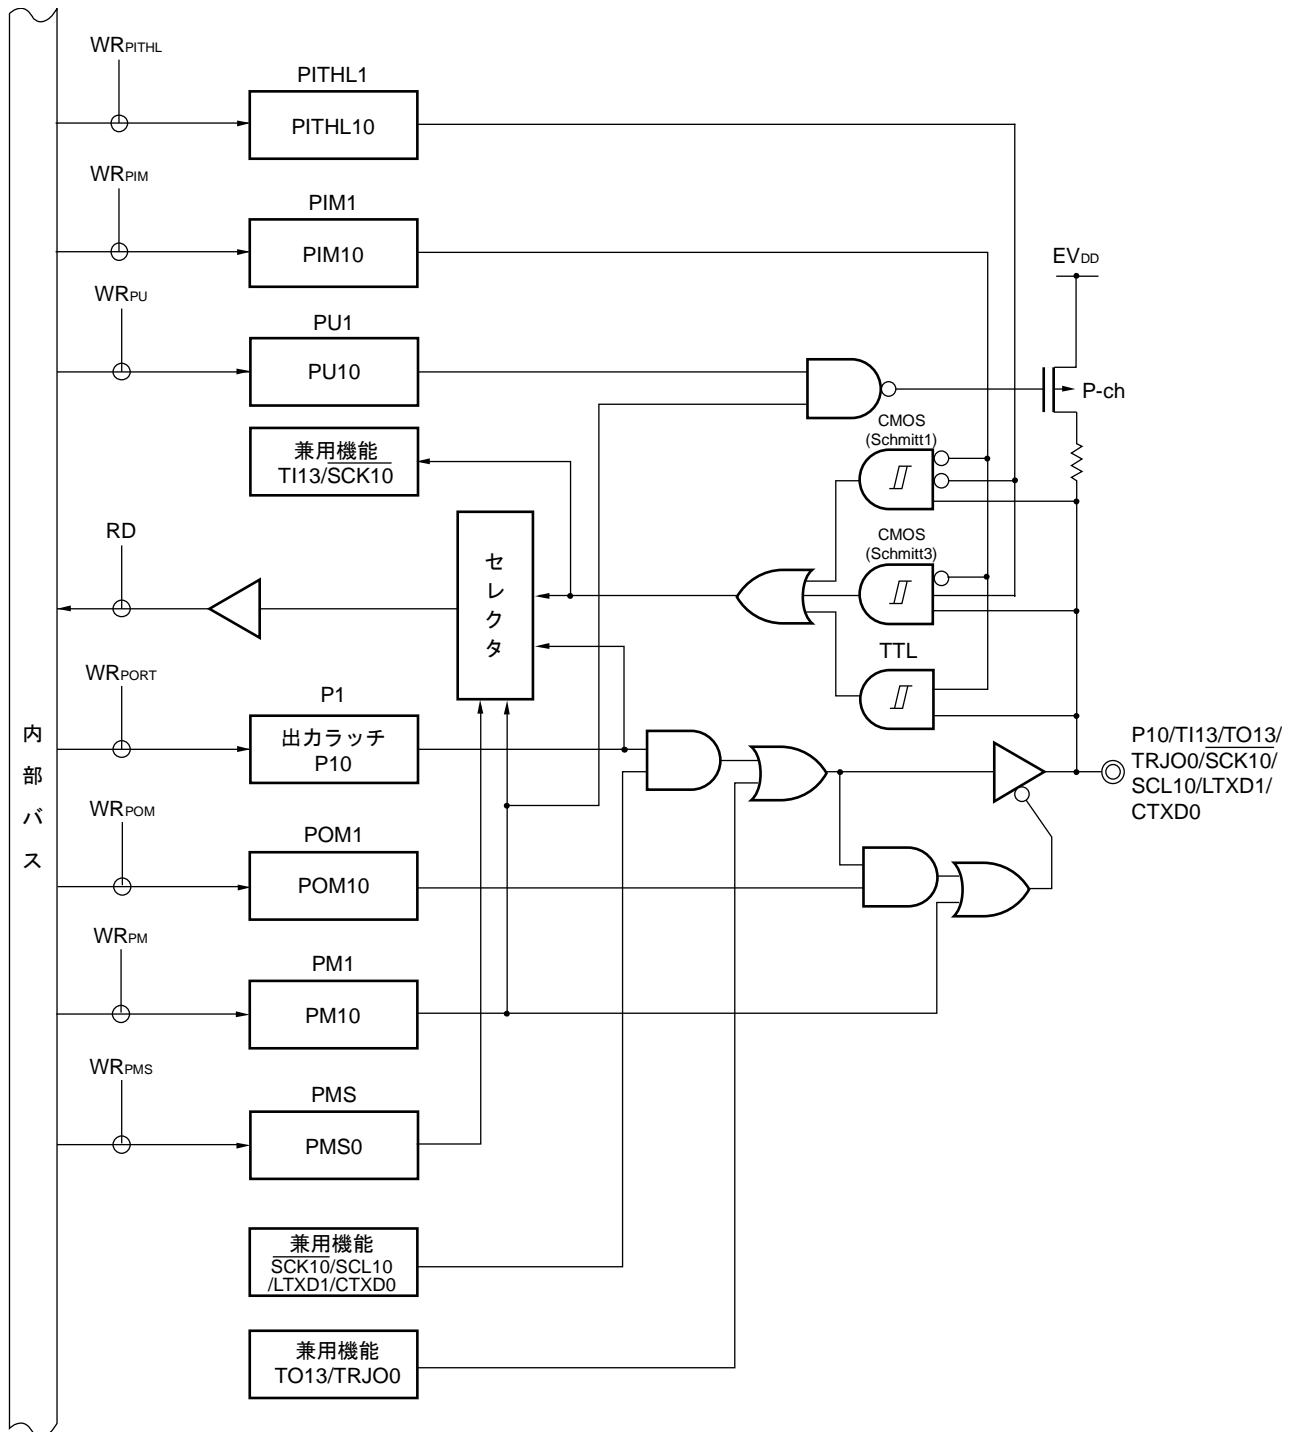 WRPITHL
PITHL1
PITHL10
WRPIM
PIM1
PIM10
EVDD
WRPU
PU1
PU10
P-ch
CMOS
(Schmitt1)
兼用機能
TI13/SCK10
RD
セレクタ
CMOS
(Schmitt3)
TTL
WRPORT
P1
出力ラッチ
P10
内部バス
P10/TI13/TO13/
TRJO0/SCK10/
SCL10/LTXD1/
CTXD0
WRPOM
POM1
POM10
WRPM
PM1
PM10
WRPMS
PMS
PMS0
兼用機能
SCK10/SCL10
/LTXD1/CTXD0
兼用機能
TO13/TRJO0